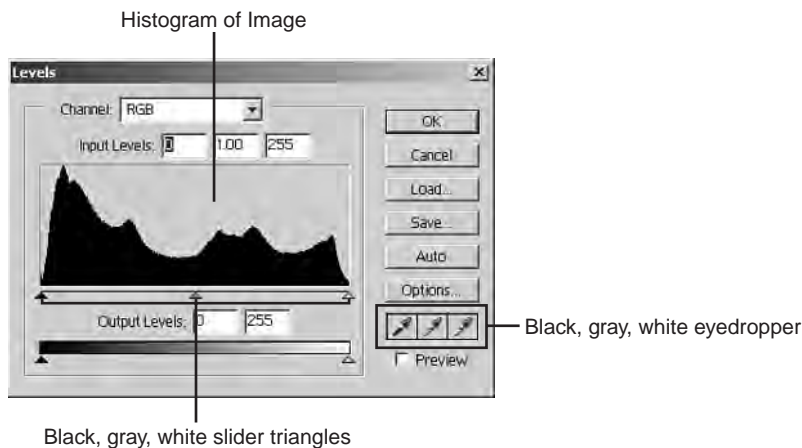 Histogram of Image
Levels
Channel: RGB
Input Levels: 0 1.00 255
Output Levels: 0 255
OK
Cancel
Load...
Save...
Auto
Options...
Preview
Black, gray, white eyedropper
Black, gray, white slider triangles